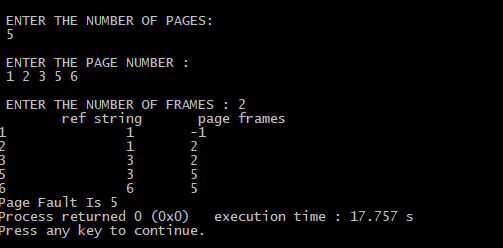 ENTER THE NUMBER OF PAGES:
5
ENTER THE PAGE NUMBER :
1 2 3 5 6
ENTER THE NUMBER OF FRAMES : 2
ref string page frames
1 1 -1
2 1 2
3 3 2
5 3 5
6 6 5
Page Fault Is 5
Process returned 0 (0x0) execution time : 17.757 s
Press any key to continue.